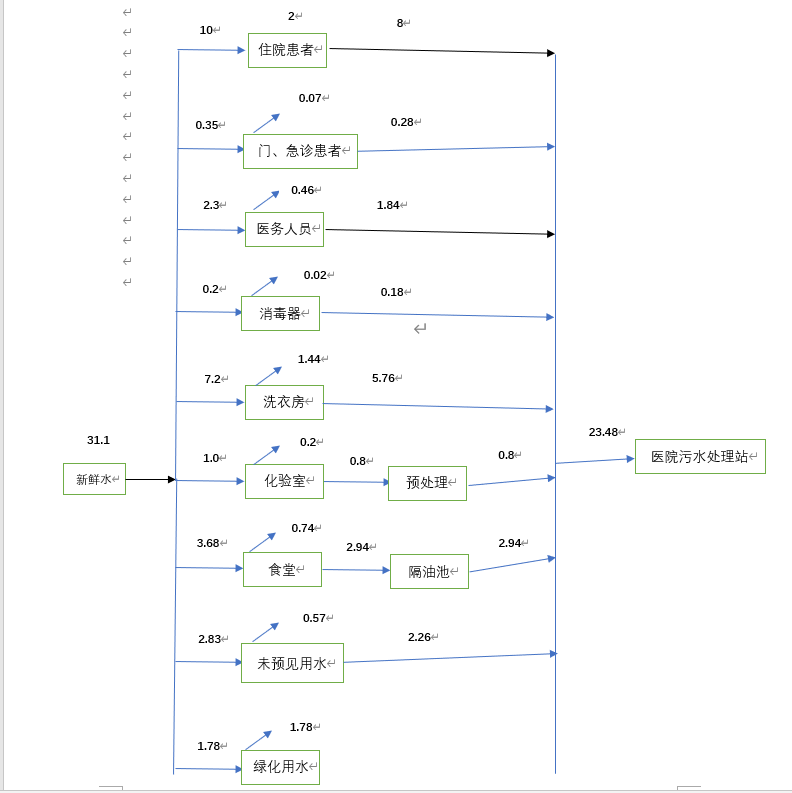 2
10
8
住院患者
0.07
0.35
0.28
门、急诊患者
0.46
2.3
1.84
医务人员
0.02
0.2
0.18
消毒器
1.44
7.2
5.76
洗衣房
31.1
新鲜水
0.2
1.0
0.8
0.8
化验室
预处理
23.48
医院污水处理站
0.74
3.68
2.94
2.94
食堂
隔油池
0.57
2.83
2.26
未预见用水
1.78
1.78
绿化用水